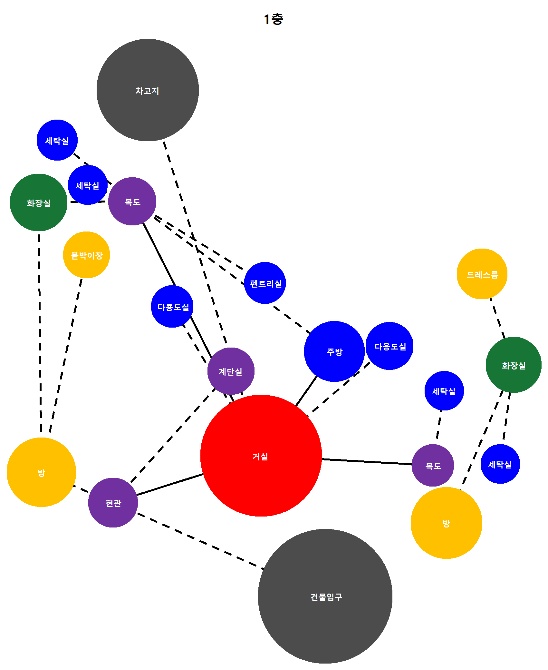 1층
차고지
세탁실
세탁실
화장실
복도
붙박이장
드레스룸
펜트리실
다용도실
주방
다용도실
화장실
계단실
세탁실
거실
복도
세탁실
방
현관
방
건물입구